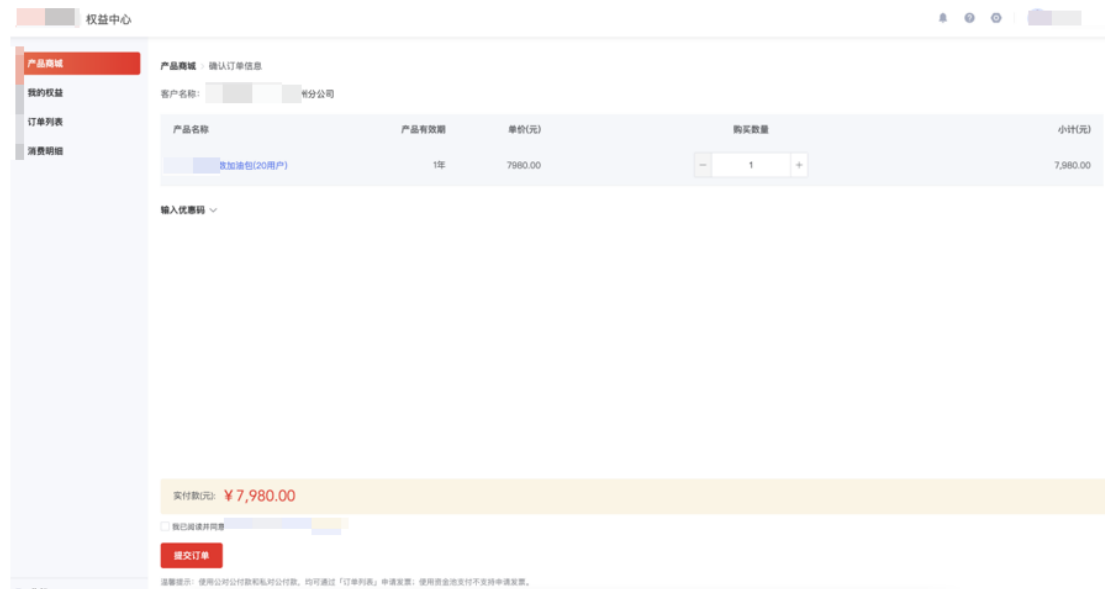 权益中心
产品商城
我的权益
订单列表
消费明细
产品商城 > 确认订单信息
客户名称: 州分公司
产品名称 产品有效期 单价(元) 购买数量 小计(元)
加油包(20用户) 1年 7980.00 − 1 + 7,980.00
输入优惠码
实付款(元): ¥7,980.00
我已阅读并同意
提交订单
温馨提示: 使用公对公付款和私对公付款, 均可通过「订单列表」申请发票; 使用资金池支付不支持申请发票。